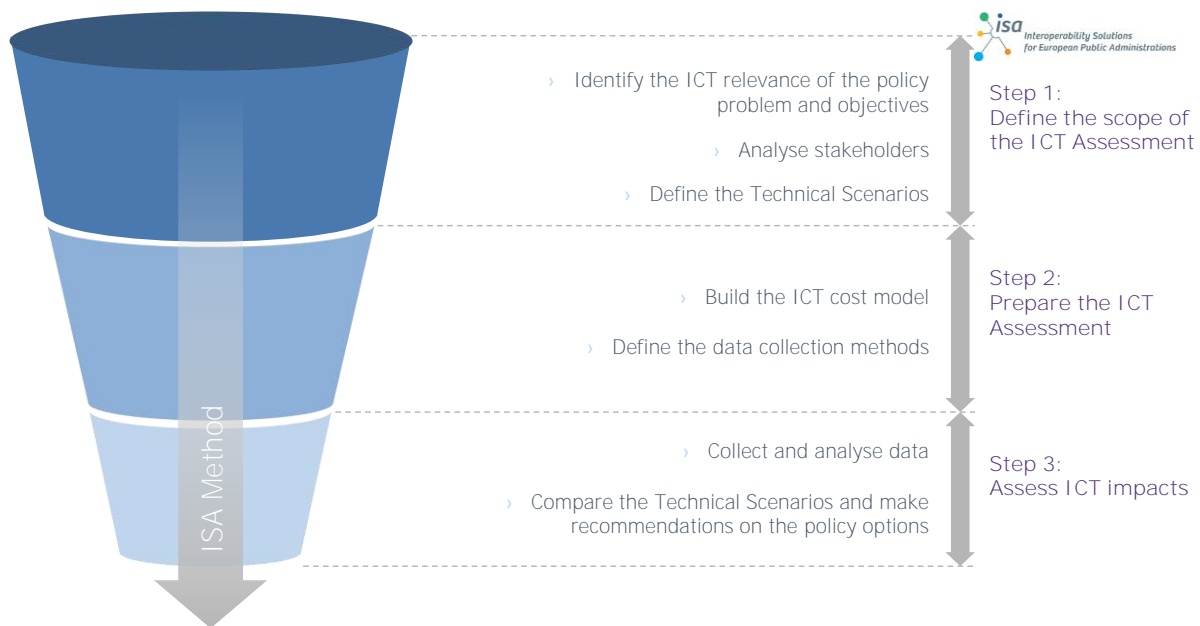 isa
Interoperability Solutions
for European Public Administrations
› Identify the ICT relevance of the policy
problem and objectives
› Analyse stakeholders
› Define the Technical Scenarios
Step 1:
Define the scope of
the ICT Assessment
› Build the ICT cost model
› Define the data collection methods
Step 2:
Prepare the ICT
Assessment
› Collect and analyse data
› Compare the Technical Scenarios and make
recommendations on the policy options
Step 3:
Assess ICT impacts
ISA Method